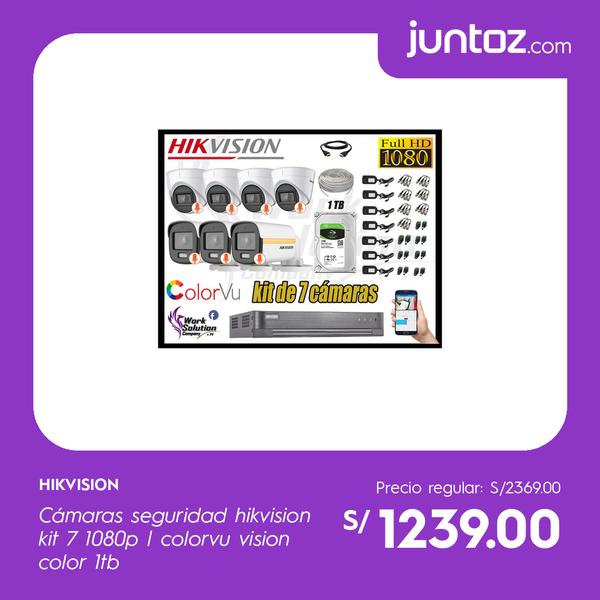 juntoz.com
HIKVISION
Full HD
1080
1 TB
ColorVu
kit de 7 cámaras
Work
Solution
Company
HIKVISION
Precio regular: S/2369.00
Cámaras seguridad hikvision
kit 7 1080p | colorvu vision
color 1tb
S/ 1239.00